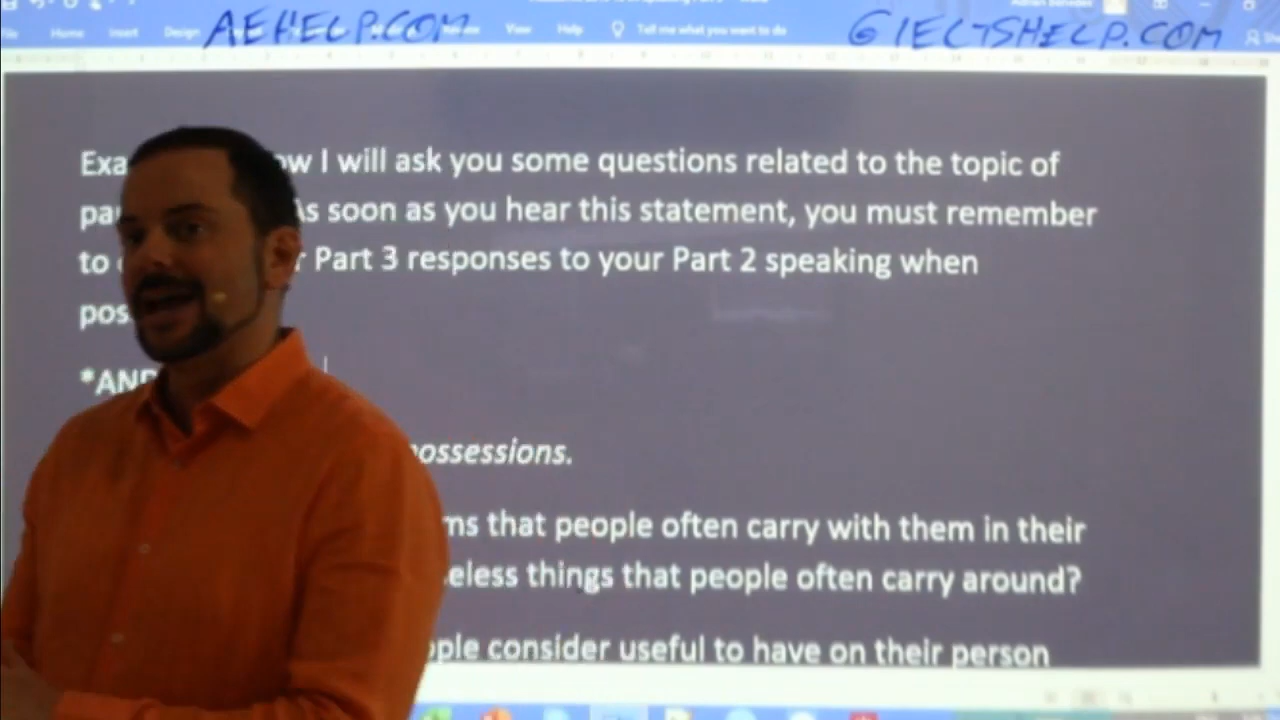 AEHELP.COM
GIELTSHELP.COM
Home Insert Design View Help Tell me what you want to do
Exa ow I will ask you some questions related to the topic of
pa As soon as you hear this statement, you must remember
to Part 3 responses to your Part 2 speaking when
pos
*AN
possessions.
ms that people often carry with them in their
eless things that people often carry around?
ople consider useful to have on their person